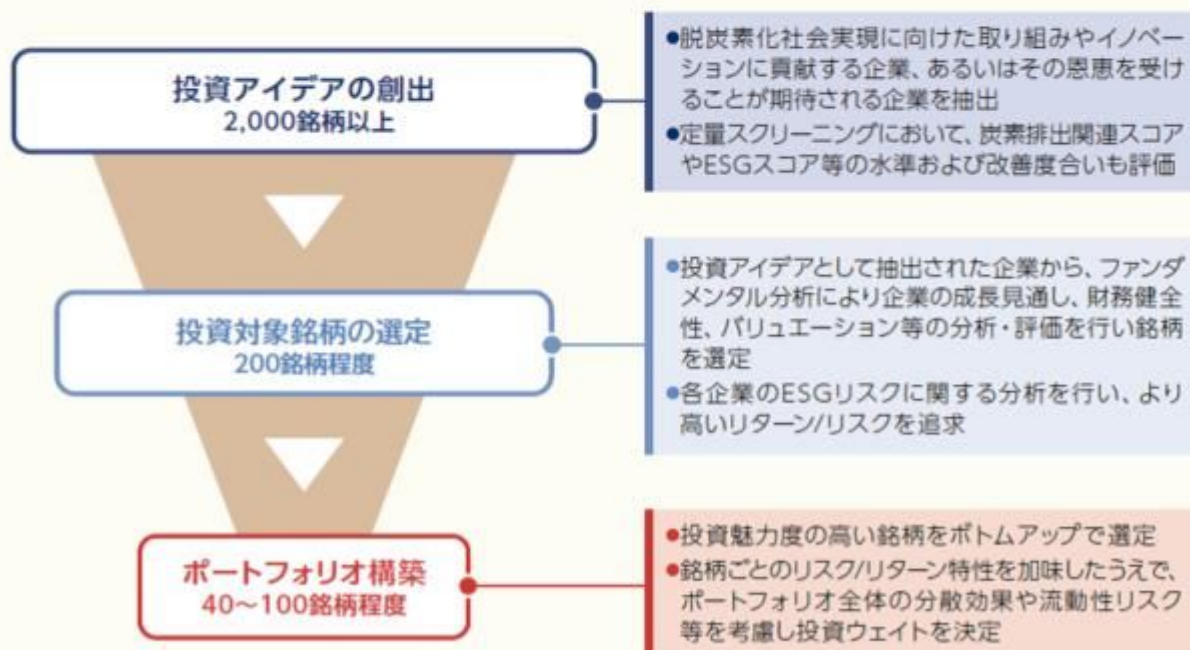 投資アイデアの創出
2,000銘柄以上
●脱炭素化社会実現に向けた取り組みやイノベー
ションに貢献する企業、あるいはその恩恵を受け
ることが期待される企業を抽出
●定量スクリーニングにおいて、炭素排出関連スコア
やESGスコア等の水準および改善度合いも評価
投資対象銘柄の選定
200銘柄程度
●投資アイデアとして抽出された企業から、ファンダ
メンタル分析により企業の成長見通し、財務健全
性、バリュエーション等の分析・評価を行い銘柄
を選定
●各企業のESGリスクに関する分析を行い、より
高いリターン/リスクを追求
ポートフォリオ構築
40～100銘柄程度
●投資魅力度の高い銘柄をボトムアップで選定
●銘柄ごとのリスク/リターン特性を加味したうえで、
ポートフォリオ全体の分散効果や流動性リスク
等を考慮し投資ウェイトを決定